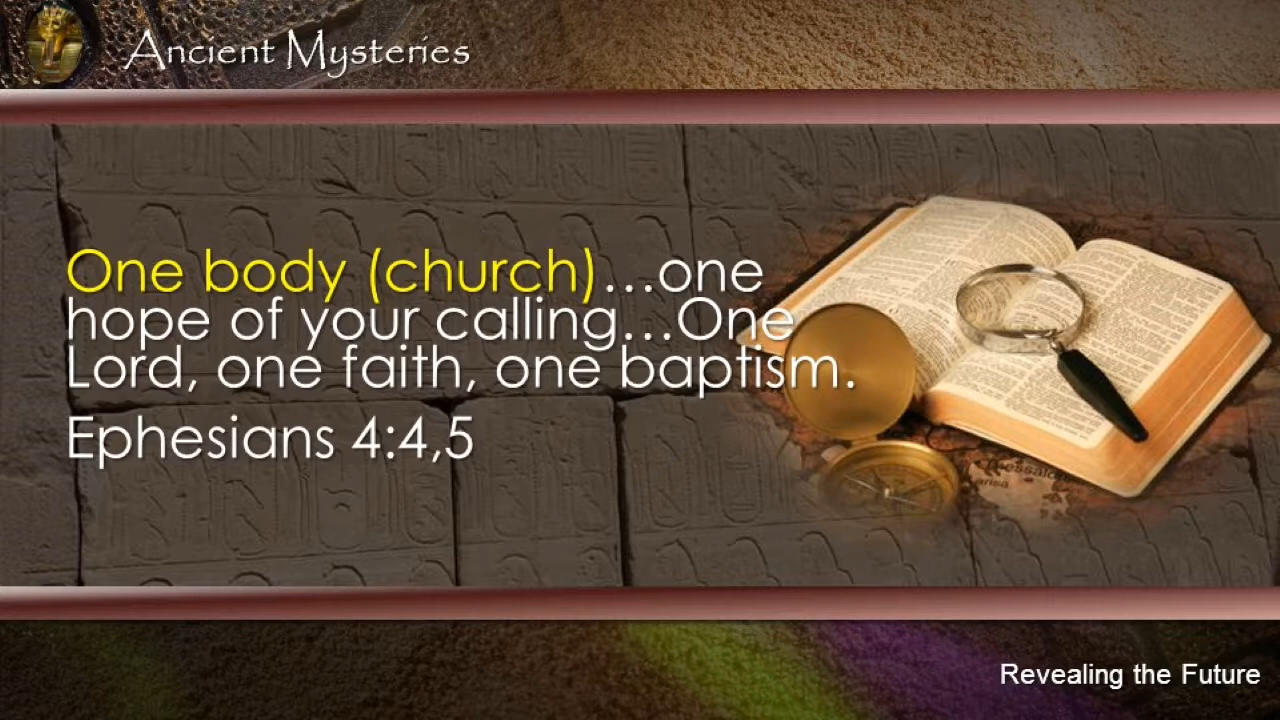 Ancient Mysteries
One body (church)...one
hope of your calling...One
Lord, one faith, one baptism.
Ephesians 4:4,5
Revealing the Future